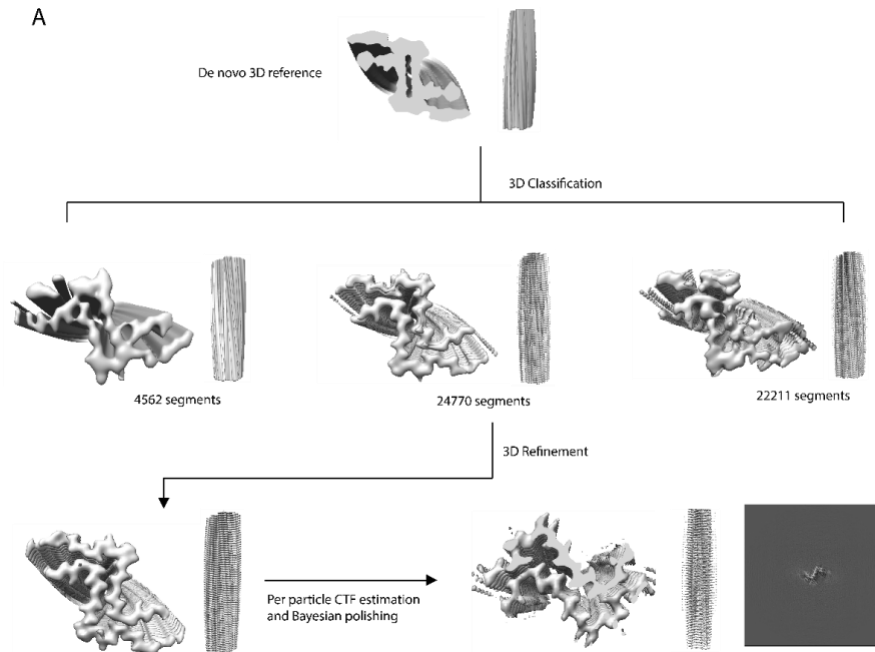 A
De novo 3D reference
3D Classification
4562 segments
24770 segments
22211 segments
3D Refinement
Per particle CTF estimation
and Bayesian polishing